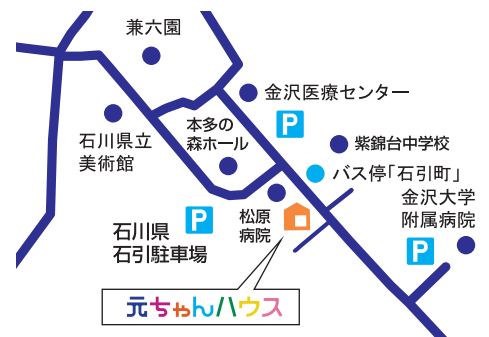 兼六園
金沢医療センター
P
本多の
森ホール
紫錦台中学校
石川県立
美術館
バス停「石引町」
金沢大学
附属病院
P
松原
病院
P
石川県
石引駐車場
元ちゃんハウス